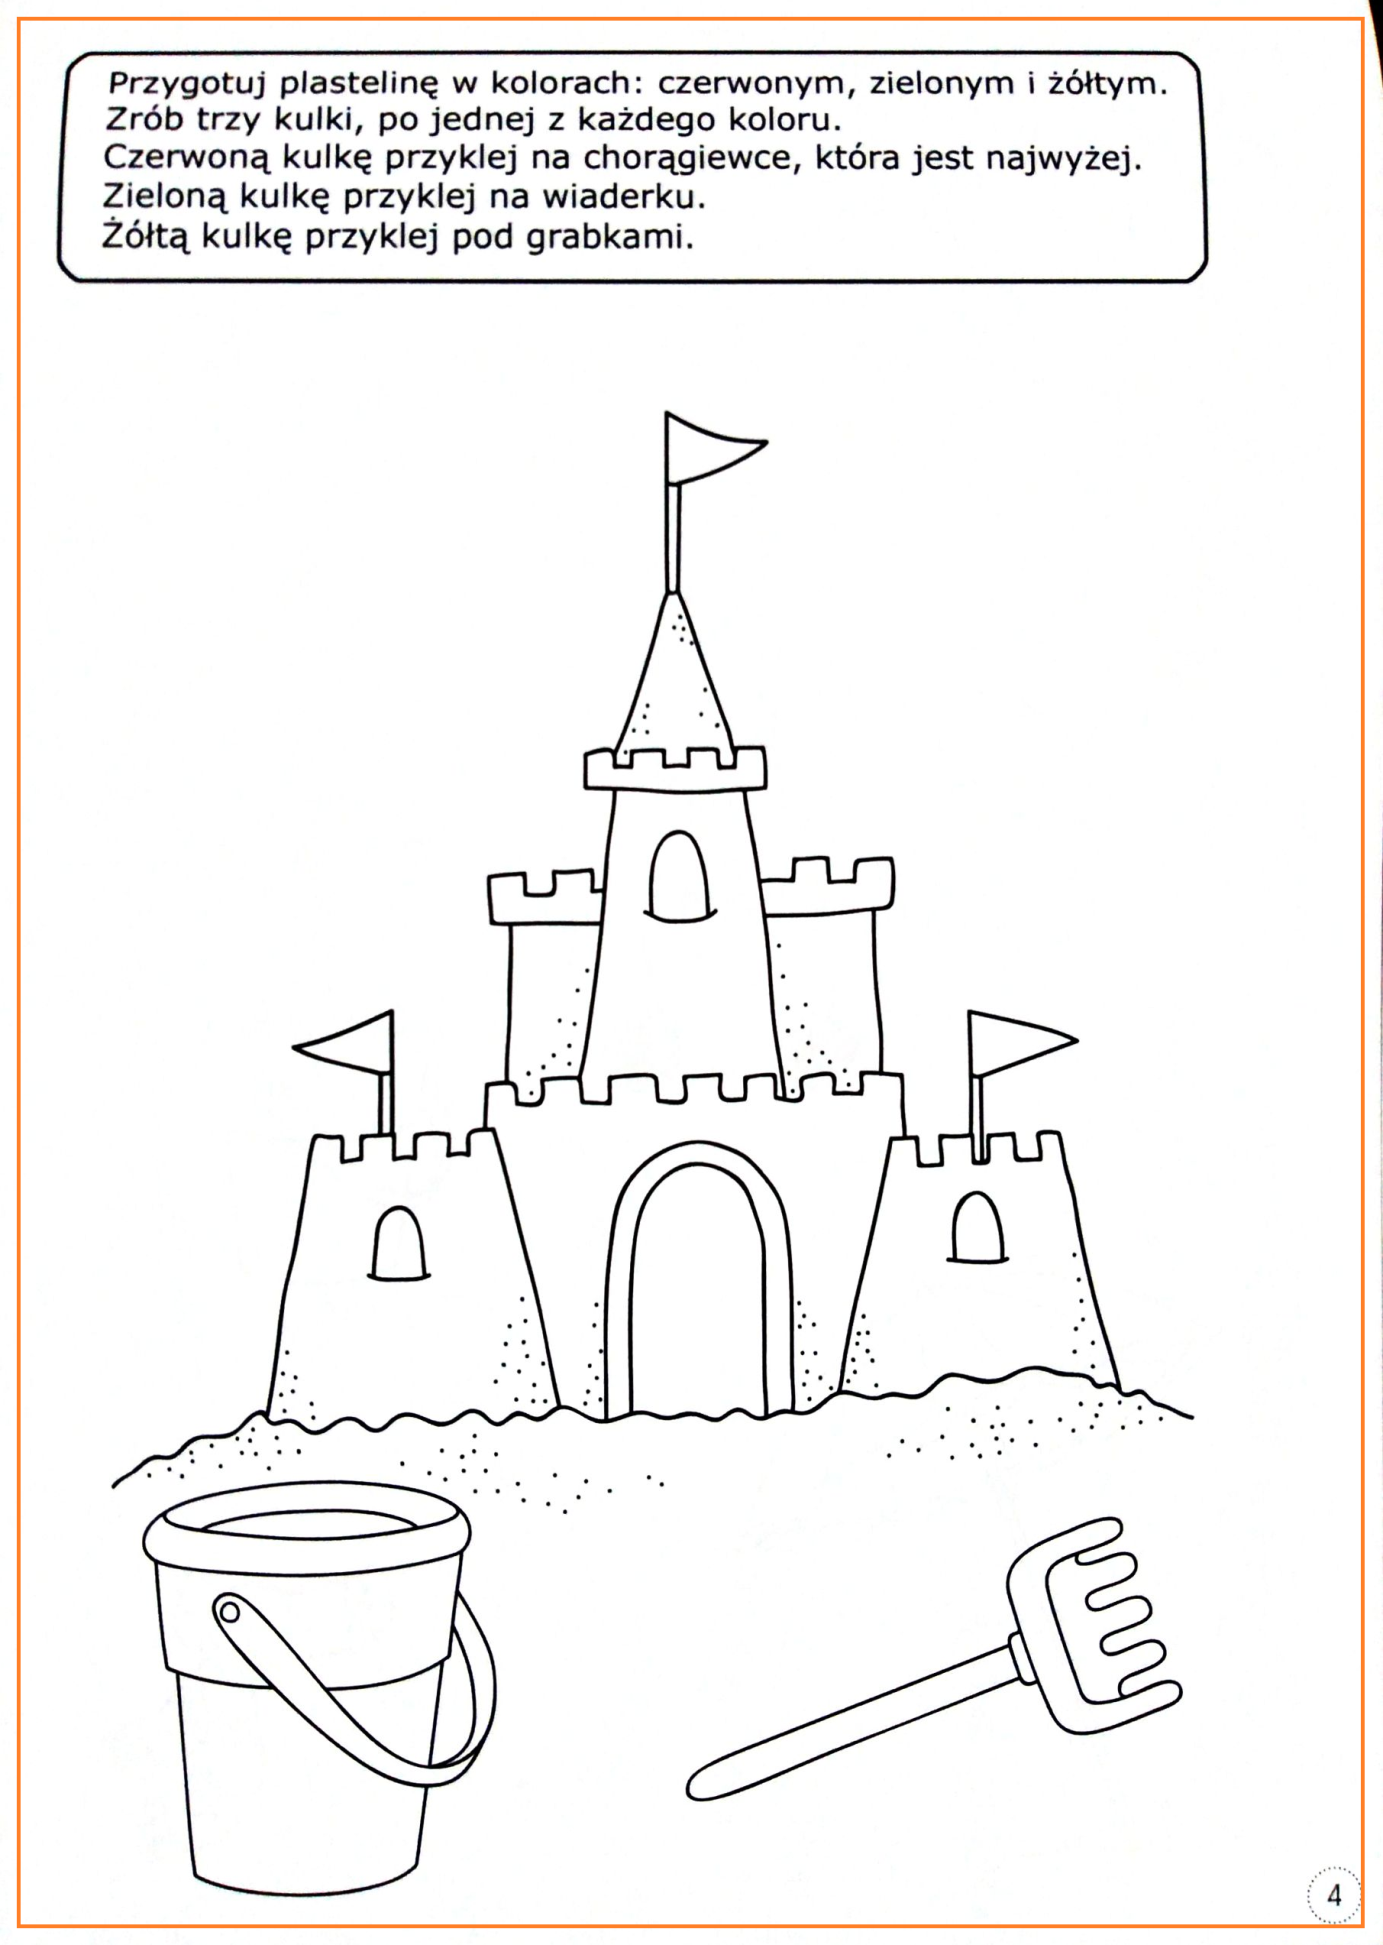 Przygotuj plastelinę w kolorach: czerwonym, zielonym i żółtym.
Zrób trzy kulki, po jednej z każdego koloru.
Czerwoną kulkę przyklej na chorągiewce, która jest najwyżej.
Zieloną kulkę przyklej na wiaderku.
Żółtą kulkę przyklej pod grabkami.
4